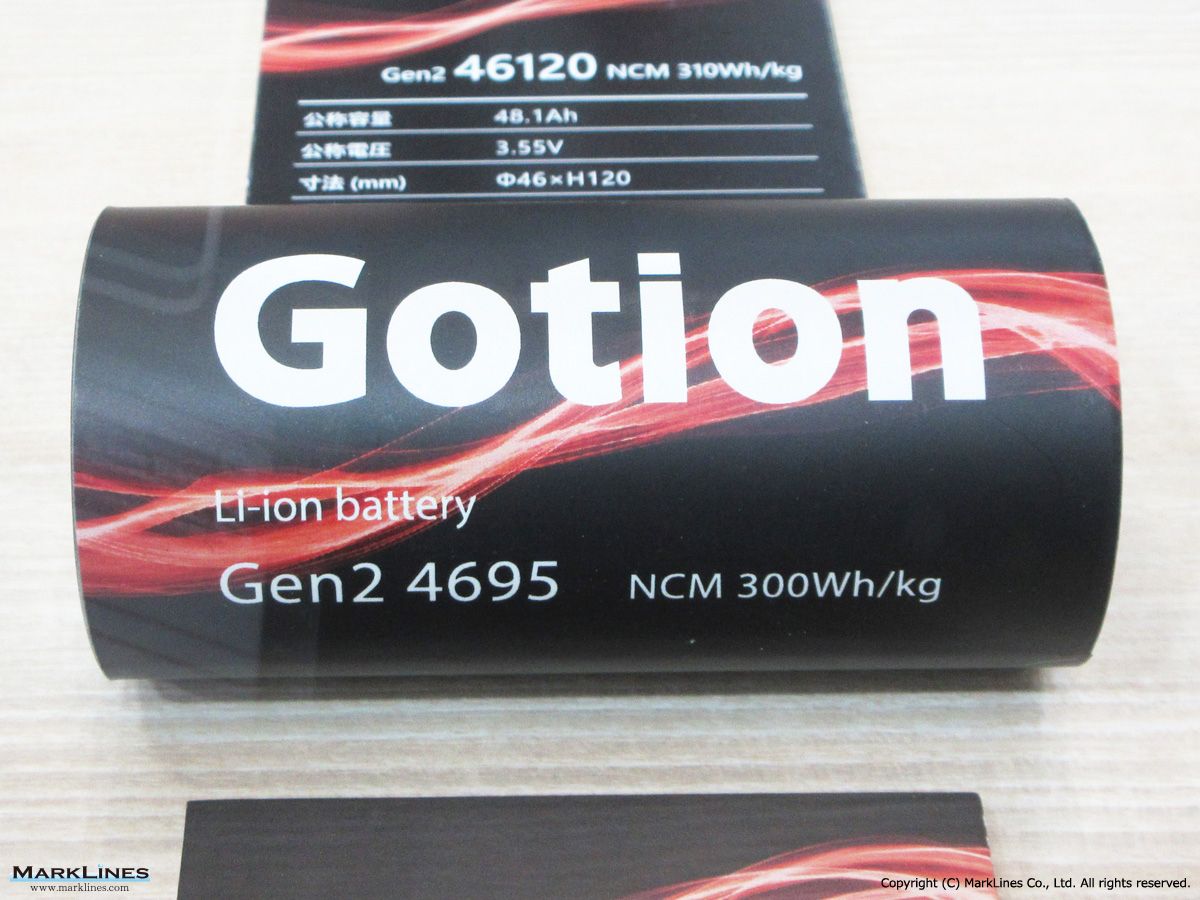 Gen2 46120 NCM 310Wh/kg
公称容量 48.1Ah
公称電圧 3.55V
寸法 (mm) Φ46×H120
Gotion
Li-ion battery
Gen2 4695 NCM 300Wh/kg
MARKLINES
www.marklines.com
Copyright (C) MarkLines Co., Ltd. All rights reserved.